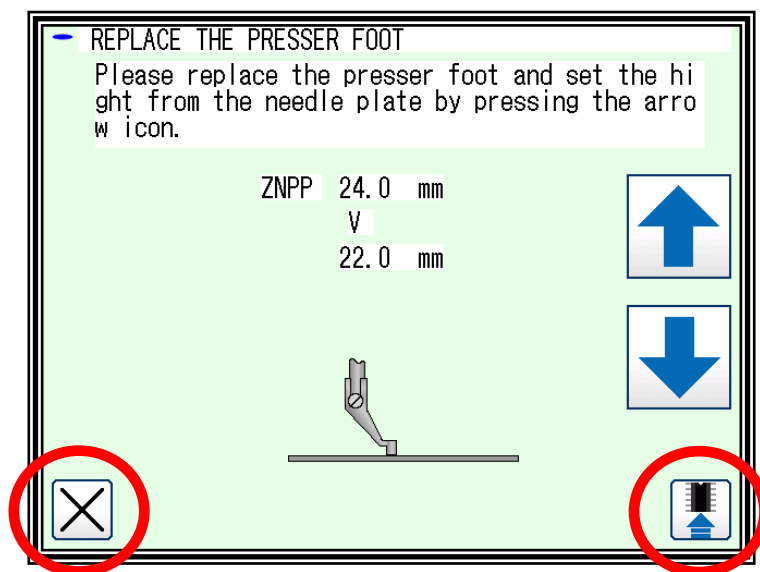 REPLACE THE PRESSER FOOT
Please replace the presser foot and set the hi
ght from the needle plate by pressing the arro
w icon.
ZNPP 24.0 mm
V
22.0 mm